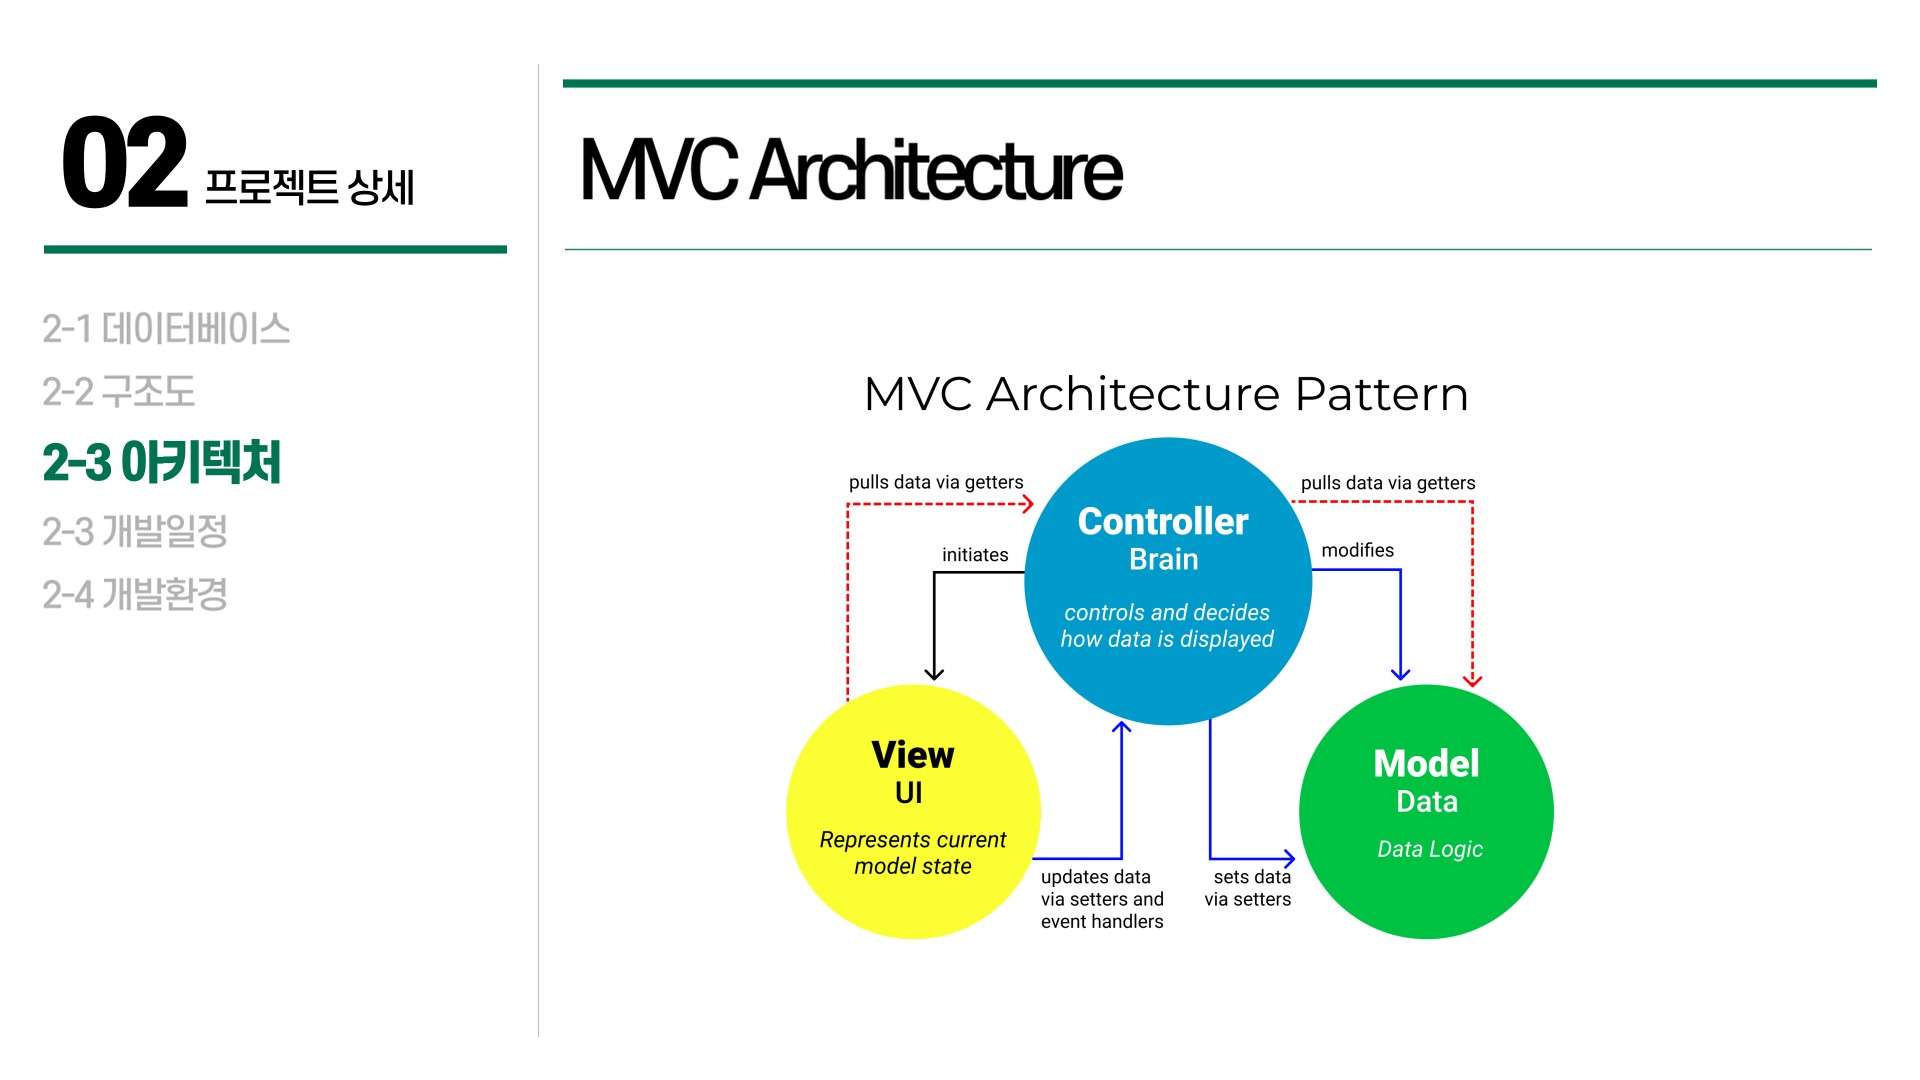 02 프로젝트 상세
2-1 데이터베이스
2-2 구조도
2-3 아키텍처
2-3 개발일정
2-4 개발환경
MVC Architecture
MVC Architecture Pattern
pulls data via getters
pulls data via getters
initiates
modifies
Controller
Brain
controls and decides
how data is displayed
View
UI
Represents current
model state
Model
Data
Data Logic
updates data
via setters and
event handlers
sets data
via setters